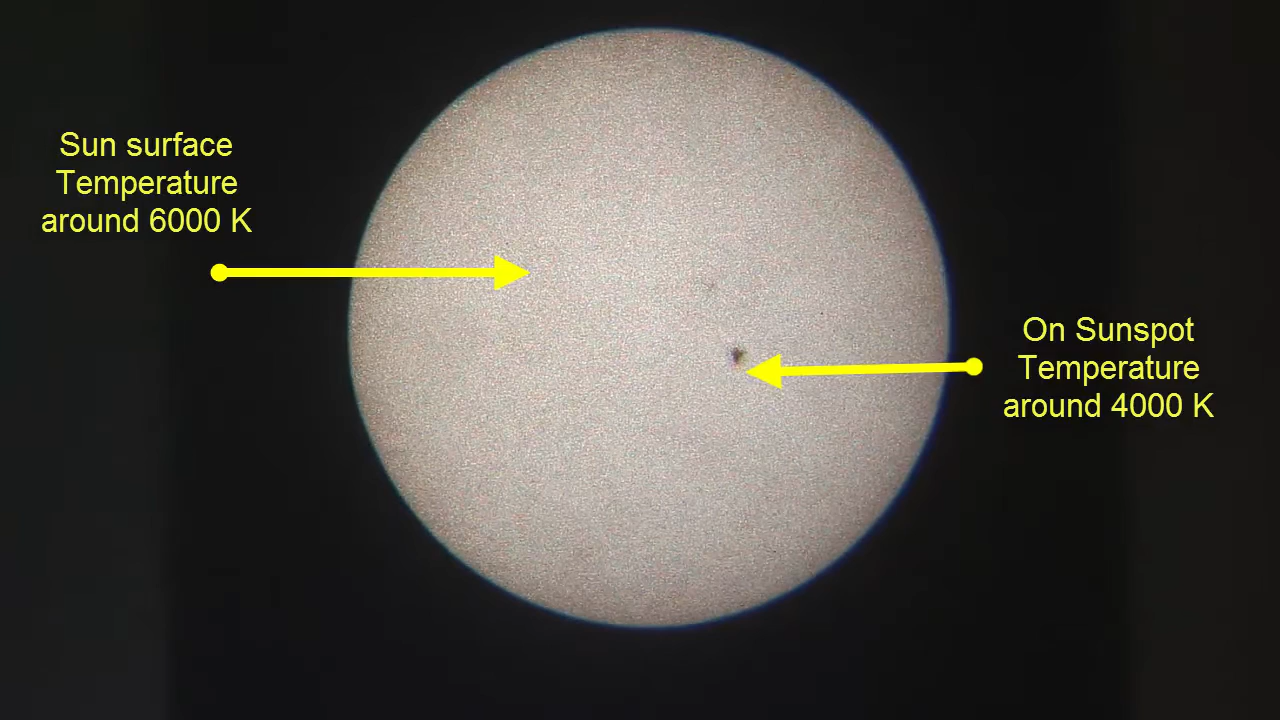 Sun surface
Temperature
around 6000 K
On Sunspot
Temperature
around 4000 K